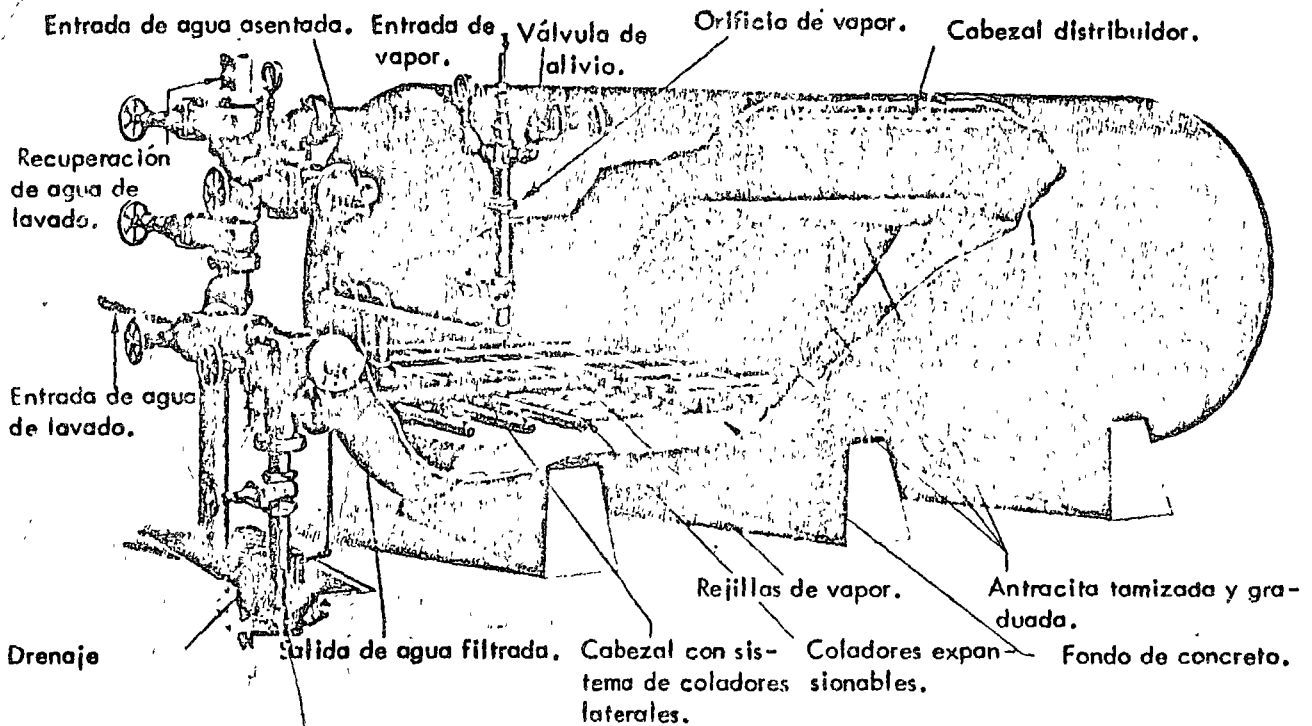 Entrada de agua asentada.
Entrada de
vapor.
Válvula de
alivio.
Orificio de vapor.
Cabezal distribuidor.
Recuperación
de agua de
lavado.
Entrada de agua
de lavado.
Rejillas de vapor.
Antracita tamizada y gra-
duada.
Drenaje
Salida de agua filtrada.
Cabezal con sis-
tema de coladores
laterales.
Coladores expan-
sionables.
Fondo de concreto.